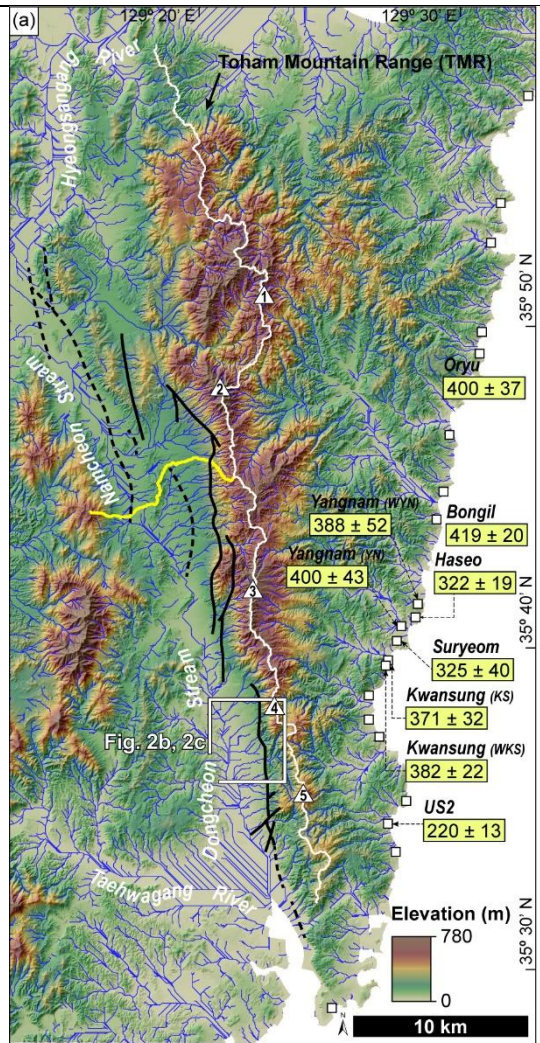 (a)
129° 20' E
129° 30' E
Toham Mountain Range (TMR)
Hyeongsangang River
35° 50' N
1
2
Oryu
400 ± 37
Namcheon Stream
Yangnam (WYN)
388 ± 52
Bongil
419 ± 20
Yangnam (YN)
400 ± 43
Haseo
322 ± 19
35° 40' N
3
Suryeom
325 ± 40
Kwansung (KS)
371 ± 32
4
Fig. 2b, 2c
Kwansung (WKS)
382 ± 22
5
US2
220 ± 13
Dongcheon Stream
Taehwagang River
35° 30' N
Elevation (m)
780
0
N
10 km